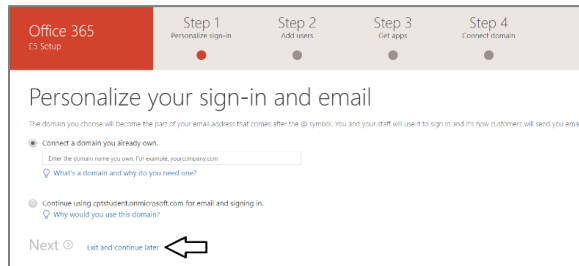 Office 365
E5 Setup
Step 1
Personalize sign-in
Step 2
Add users
Step 3
Get apps
Step 4
Connect domain
Personalize your sign-in and email
The domain you choose will become the part of your email address that comes after the @ symbol. You and your staff will use it to sign in and it's how customers will send you ema
Connect a domain you already own.
Enter the domain name you own. For example, yourcompany.com
What's a domain and why do you need one?
Continue using cptstudent.onmicrosoft.com for email and signing in.
Why would you use this domain?
Next
Exit and continue later